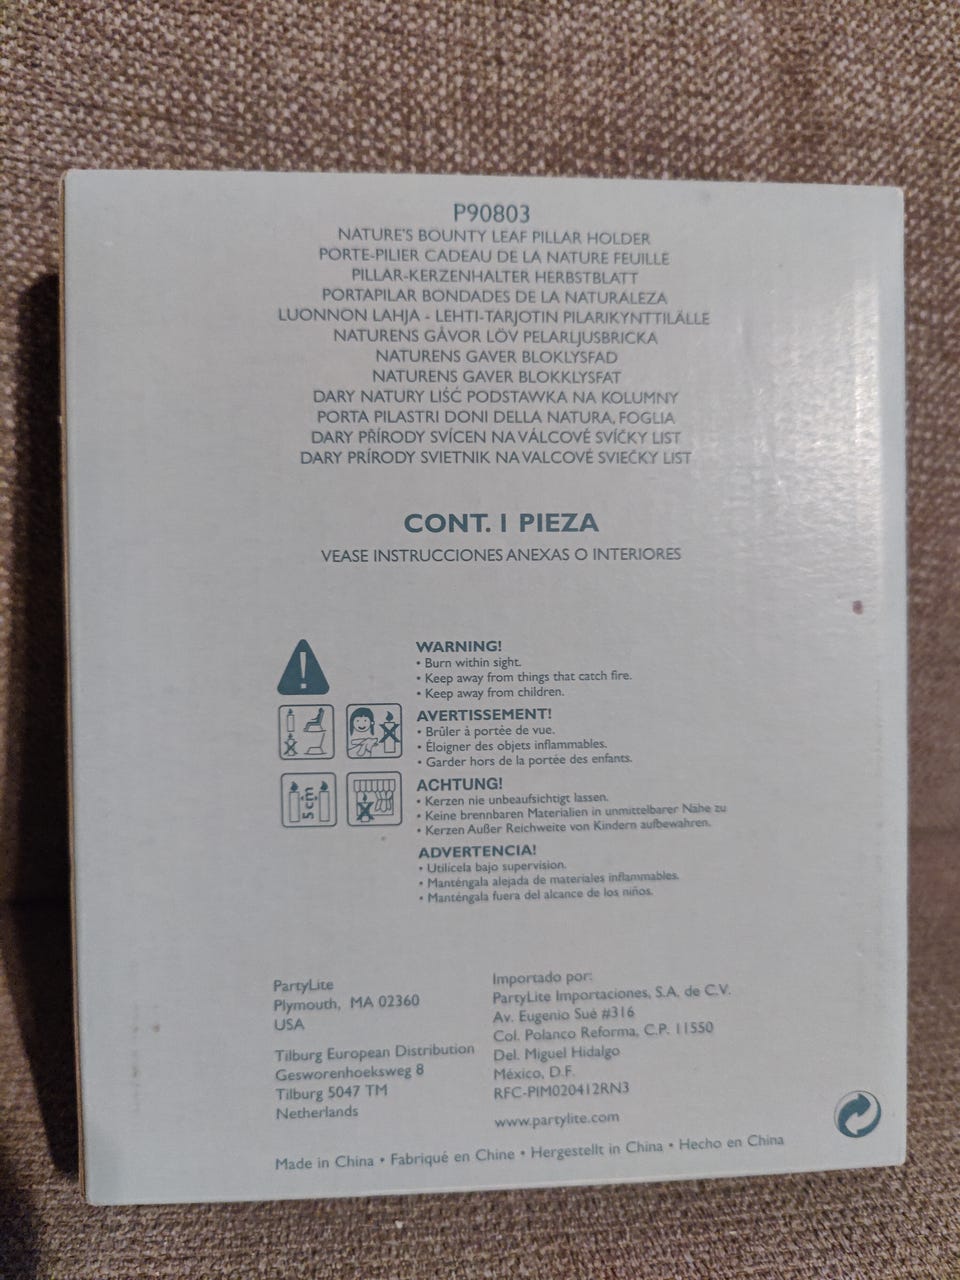 P90803
NATURE'S BOUNTY LEAF PILLAR HOLDER
PORTE-PILIER CADEAU DE LA NATURE FEUILLE
PILLAR-KERZENHALTER HERBSTBLATT
PORTAPILAR BONDADES DE LA NATURALEZA
LUONNON LAHJA - LEHTI-TARJOTIN PILARIKYNTTILÄLLE
NATURENS GÅVOR LÖV PELARLJUSBRICKA
NATURENS GAVER BLOKLYSFAD
NATURENS GAVER BLOKKLYSFAT
DARY NATURY LIŚĆ PODSTAWKA NA KOLUMNY
PORTA PILASTRI DONI DELLA NATURA, FOGLIA
DARY PŘÍRODY SVÍCEN NA VÁLCOVÉ SVÍČKY LIST
DARY PRÍRODY SVIETNIK NA VALCOVÉ SVIEČKY LIST
CONT. 1 PIEZA
VEASE INSTRUCCIONES ANEXAS O INTERIORES
WARNING!
• Burn within sight.
• Keep away from things that catch fire.
• Keep away from children.
AVERTISSEMENT!
• Brûler à portée de vue.
• Éloigner des objets inflammables.
• Garder hors de la portée des enfants.
5 cm
ACHTUNG!
• Kerzen nie unbeaufsichtigt lassen.
• Keine brennbaren Materialien in unmittelbarer Nähe zu
• Kerzen Außer Reichweite von Kindern aufbewahren.
ADVERTENCIA!
• Utilícela bajo supervision.
• Manténgala alejada de materiales inflammables.
• Manténgala fuera del alcance de los niños.
PartyLite
Plymouth, MA 02360
USA
Tilburg European Distribution
Gesworenhoeksweg 8
Tilburg 5047 TM
Netherlands
Importado por:
PartyLite Importaciones, S.A. de C.V.
Av. Eugenio Sué #316
Col. Polanco Reforma, C.P. 11550
Del. Miguel Hidalgo
México, D.F.
RFC-PIM020412RN3
www.partylite.com
Made in China • Fabriqué en Chine • Hergestellt in China • Hecho en China